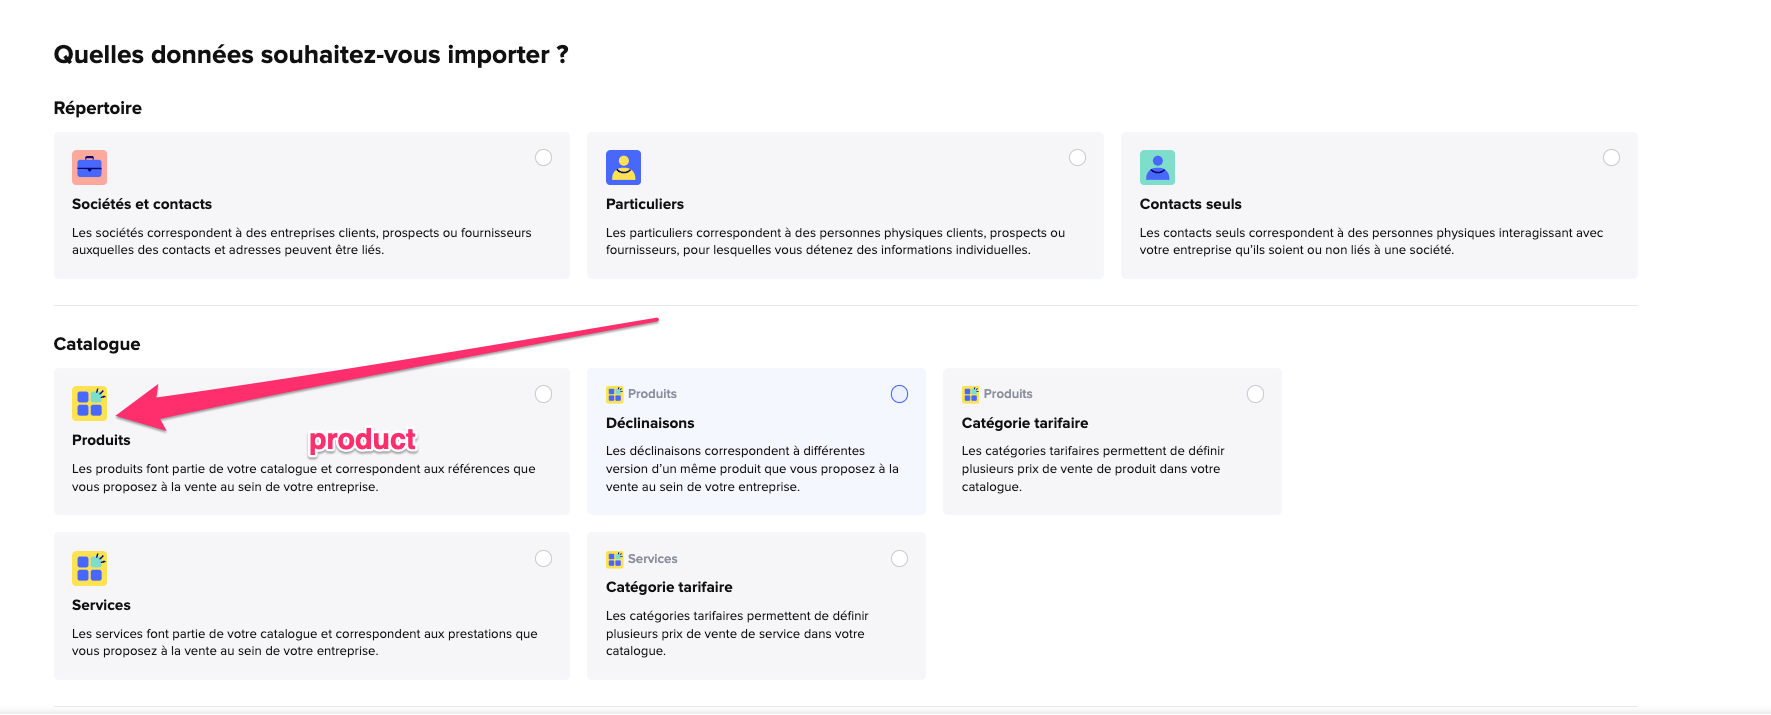 Quelles données souhaitez-vous importer ?
Répertoire
Sociétés et contacts
Les sociétés correspondent à des entreprises clients, prospects ou fournisseurs
auxquelles des contacts et adresses peuvent être liés.
Particuliers
Les particuliers correspondent à des personnes physiques clients, prospects ou
fournisseurs, pour lesquelles vous détenez des informations individuelles.
Contacts seuls
Les contacts seuls correspondent à des personnes physiques interagissant avec
votre entreprise qu’ils soient ou non liés à une société.
Catalogue
Produits
product
Les produits font partie de votre catalogue et correspondent aux références que
vous proposez à la vente au sein de votre entreprise.
Produits
Déclinaisons
Les déclinaisons correspondent à différentes
version d’un même produit que vous proposez à la
vente au sein de votre entreprise.
Produits
Catégorie tarifaire
Les catégories tarifaires permettent de définir
plusieurs prix de vente de produit dans votre
catalogue.
Services
Les services font partie de votre catalogue et correspondent aux prestations que
vous proposez à la vente au sein de votre entreprise.
Services
Catégorie tarifaire
Les catégories tarifaires permettent de définir
plusieurs prix de vente de service dans votre
catalogue.